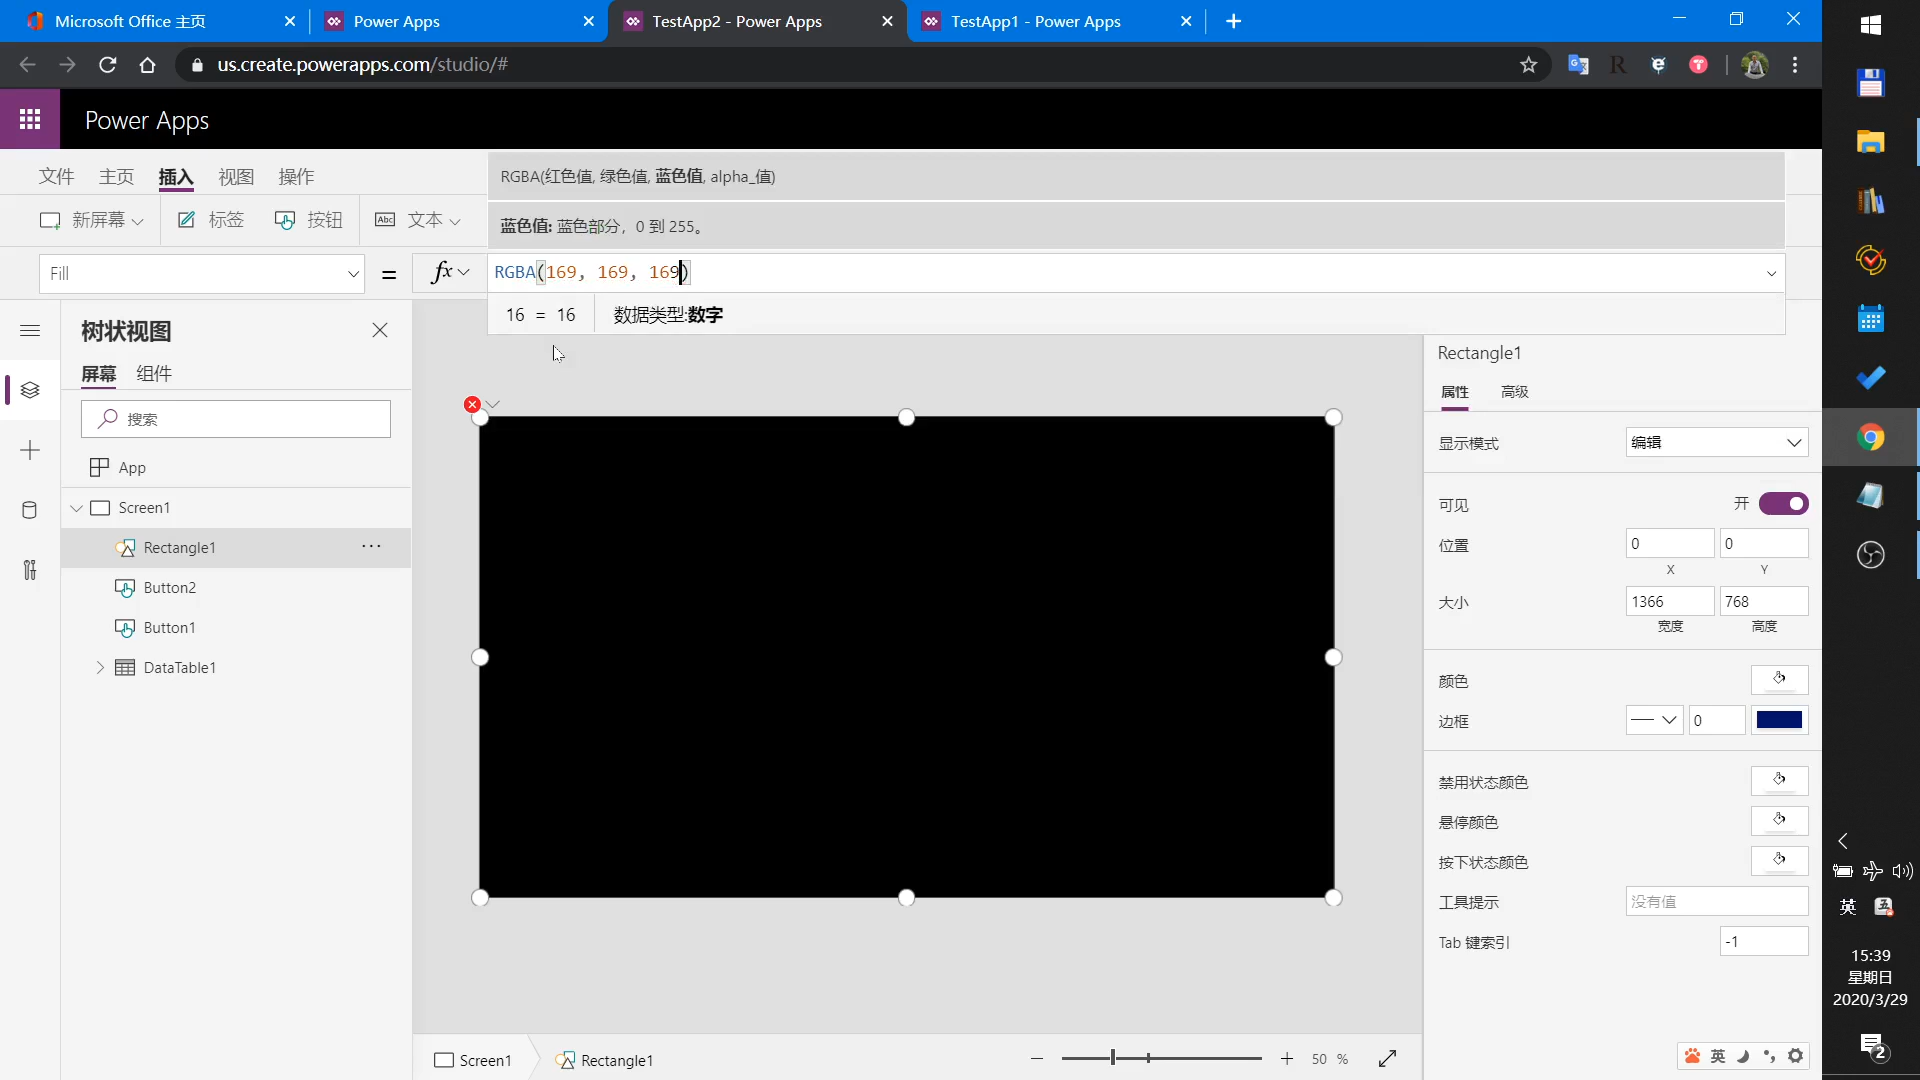 Microsoft Office 主页
Power Apps
TestApp2 - Power Apps
TestApp1 - Power Apps
us.create.powerapps.com/studio/#
Power Apps
文件 主页 插入 视图 操作
RGBA(红色值, 绿色值, 蓝色值, alpha_值)
新屏幕 标签 按钮 Abc 文本
蓝色值: 蓝色部分，0 到 255。
Fill = fx RGBA(169, 169, 169)
16 = 16 数据类型:数字
树状视图
屏幕 组件
搜索
App
Screen1
Rectangle1 ...
Button2
Button1
DataTable1
Rectangle1
属性 高级
显示模式 编辑
可见 开
位置 0 0
X Y
大小 1366 768
宽度 高度
颜色
边框 0
禁用状态颜色
悬停颜色
按下状态颜色
工具提示 没有值
Tab 键索引 -1
Screen1 Rectangle1
50 %
英
英
15:39
星期日
2020/3/29
2